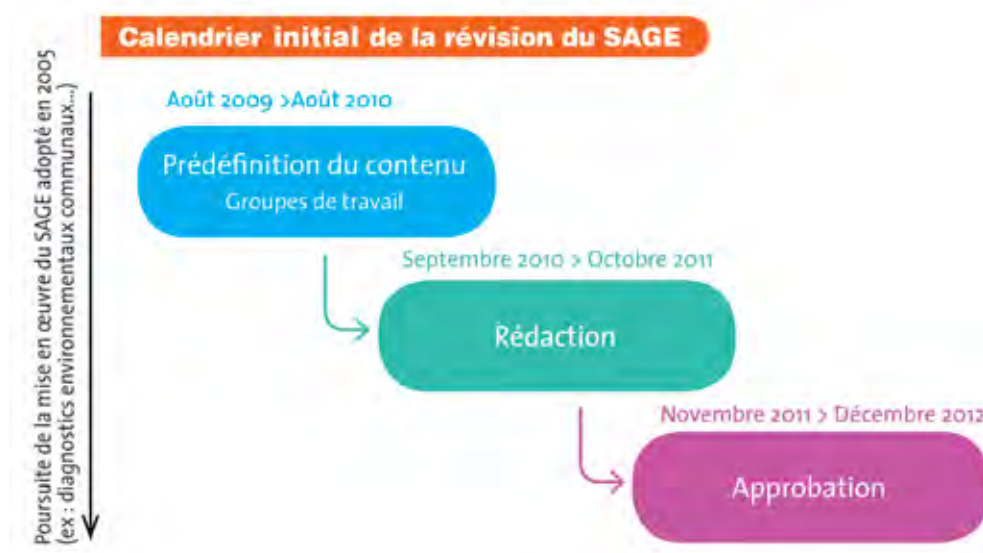 Calendrier initial de la révision du SAGE
Poursuite de la mise en œuvre du SAGE adopté en 2005
(ex : diagnostics environnementaux communaux...)
Août 2009 >Août 2010
Prédéfinition du contenu
Groupes de travail
Septembre 2010 > Octobre 2011
Rédaction
Novembre 2011 > Décembre 2012
Approbation